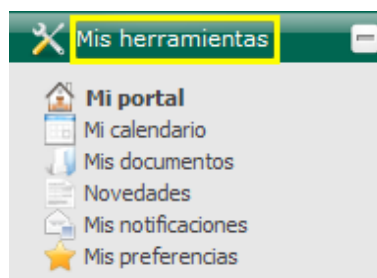 Mis herramientas
Mi portal
Mi calendario
Mis documentos
Novedades
Mis notificaciones
Mis preferencias